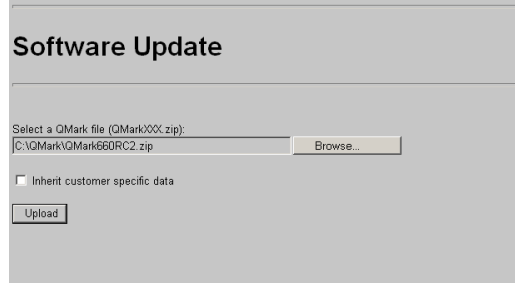 Software Update
Select a QMark file (QMarkXXX.zip):
C:\QMark\QMark660RC2.zip
Browse...
Inherit customer specific data
Upload